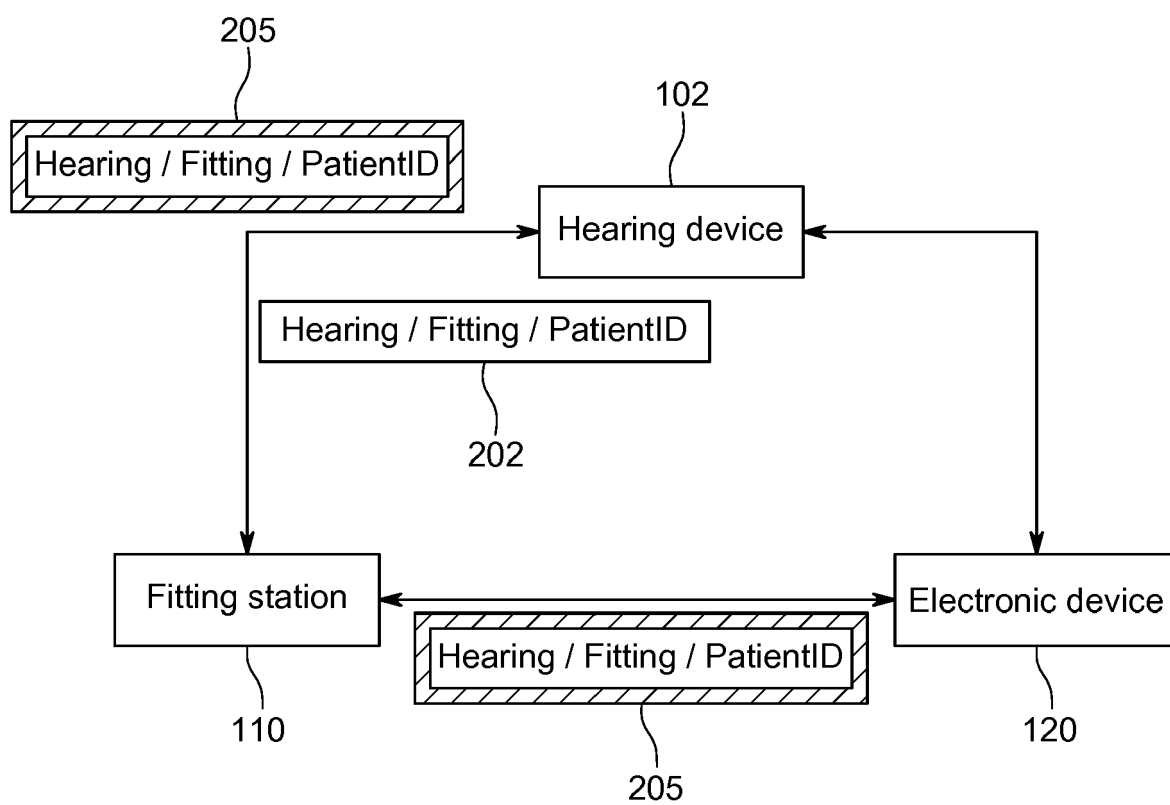 205
102
Hearing / Fitting / PatientID
Hearing device
Hearing / Fitting / PatientID
202
Fitting station
Electronic device
Hearing / Fitting / PatientID
110
120
205